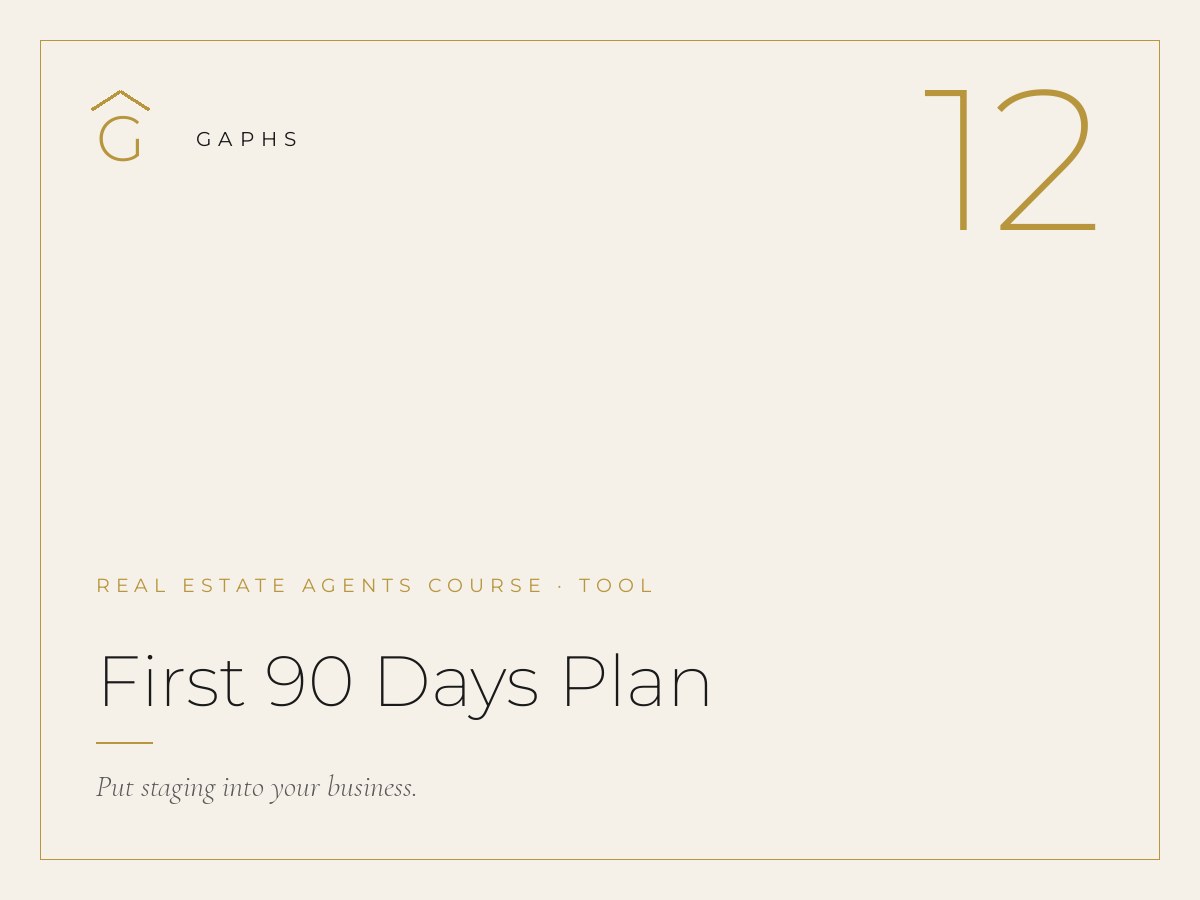 G
GAPHS
12
REAL ESTATE AGENTS COURSE · TOOL
First 90 Days Plan
Put staging into your business.